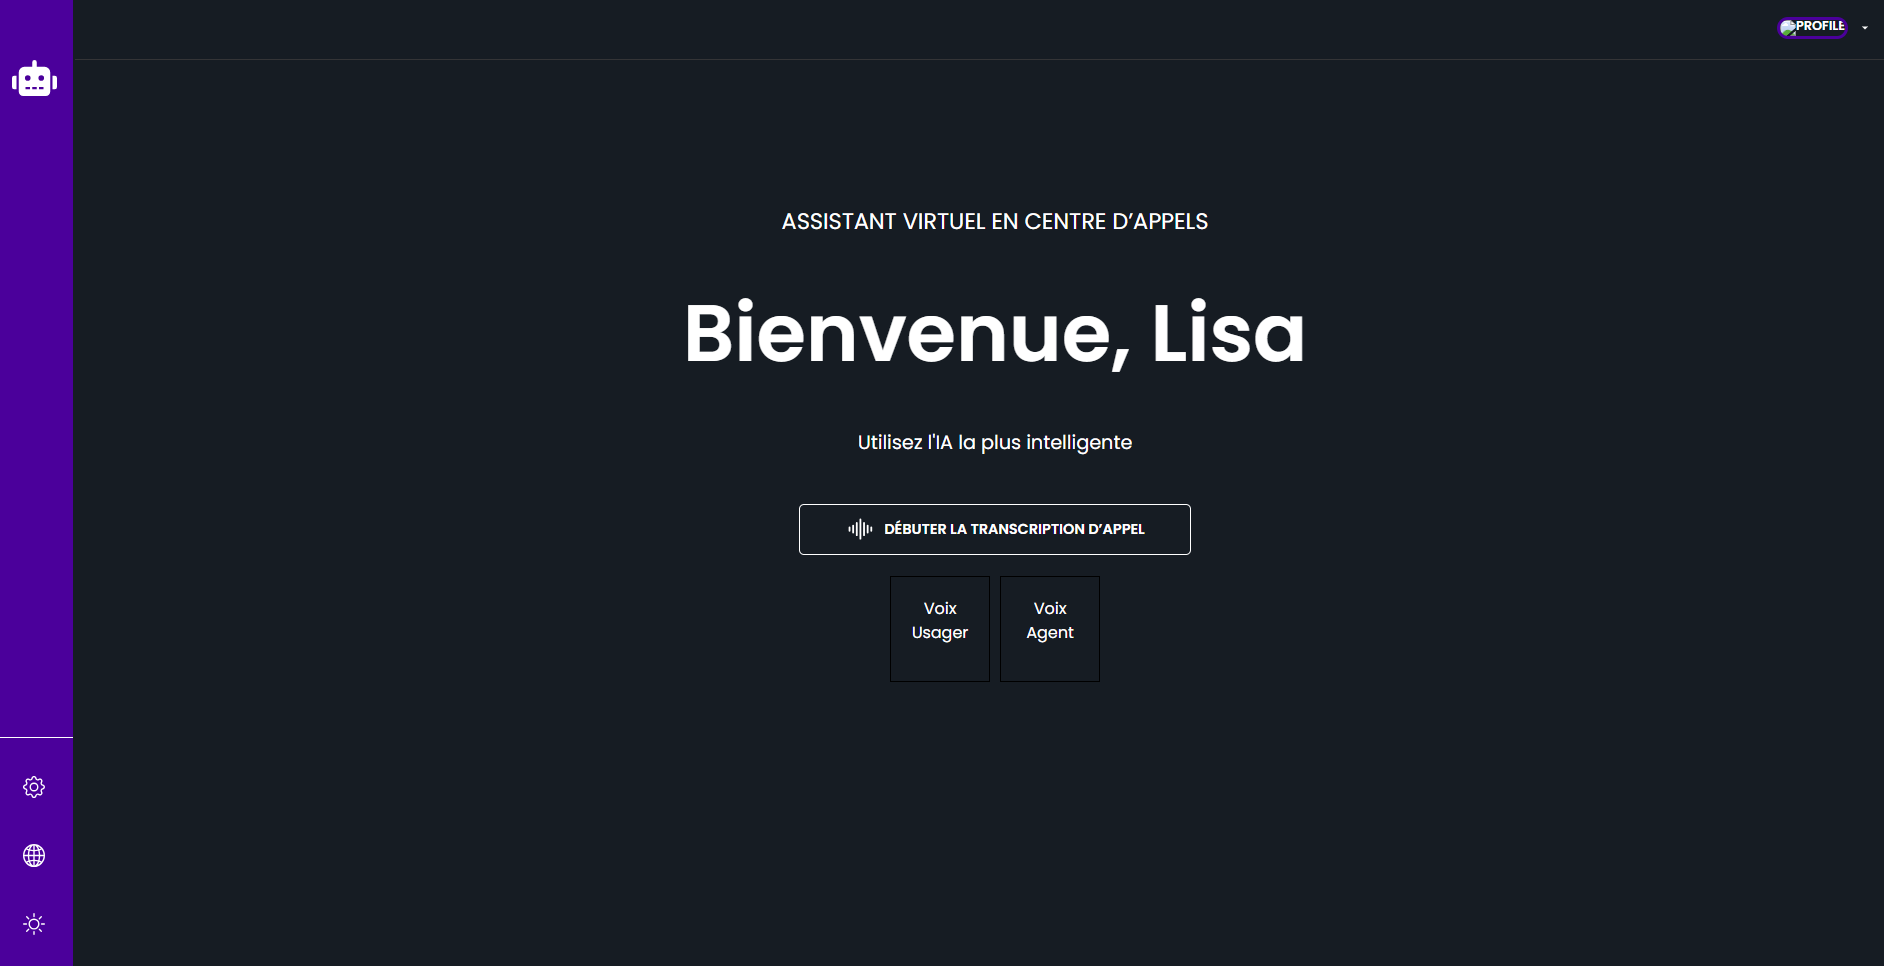 PROFILE
ASSISTANT VIRTUEL EN CENTRE D’APPELS
Bienvenue, Lisa
Utilisez l'IA la plus intelligente
DÉBUTER LA TRANSCRIPTION D’APPEL
Voix
Usager
Voix
Agent